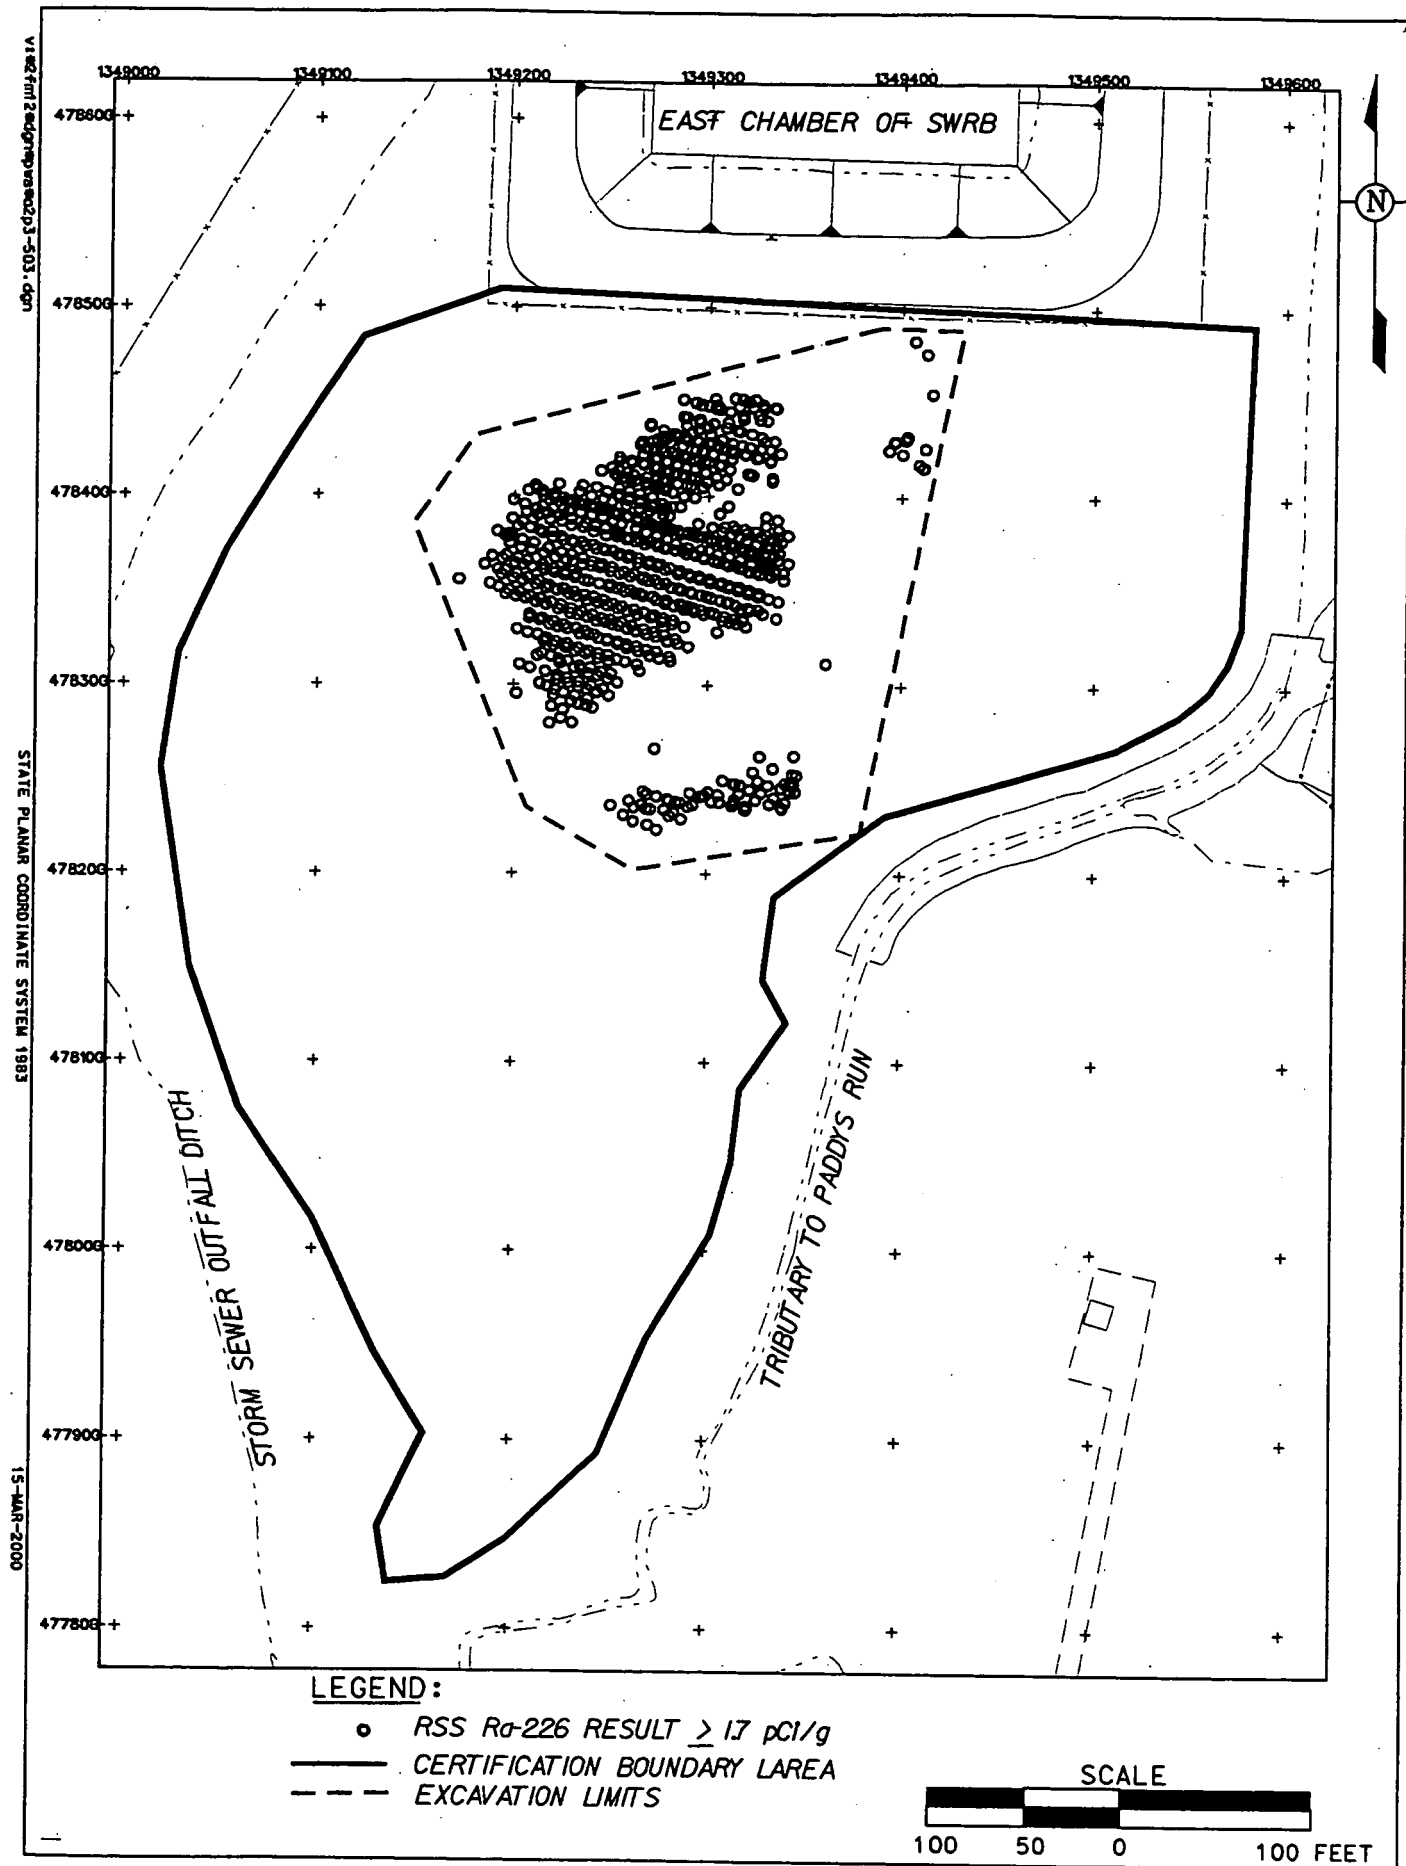 1349000 1349100 1349200 1349300 1349400 1349500 1349600
EAST CHAMBER OF SWRB
N
478600
478500
478400
478300
478200
478100
478000
477900
477800
STATE PLANAR COORDINATE SYSTEM 1983
15-MAR-2000
STORM SEWER OUTFALL DITCH
TRIBUTARY TO PADDYS RUN
LEGEND:
RSS Ra-226 RESULT ≥ 1.7 pCi/g
CERTIFICATION BOUNDARY LAREA
EXCAVATION LIMITS
SCALE
100 50 0 100 FEET